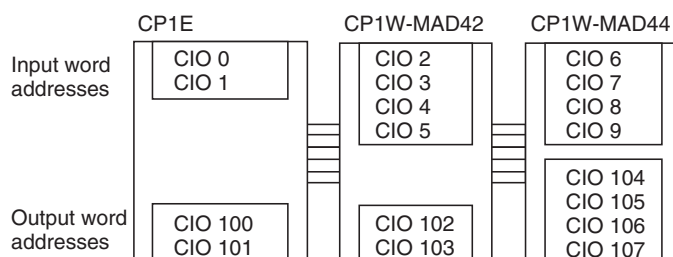 CP1E
CP1W-MAD42
CP1W-MAD44
Input word
addresses
CIO 0
CIO 1
CIO 2
CIO 3
CIO 4
CIO 5
CIO 6
CIO 7
CIO 8
CIO 9
Output word
addresses
CIO 100
CIO 101
CIO 102
CIO 103
CIO 104
CIO 105
CIO 106
CIO 107